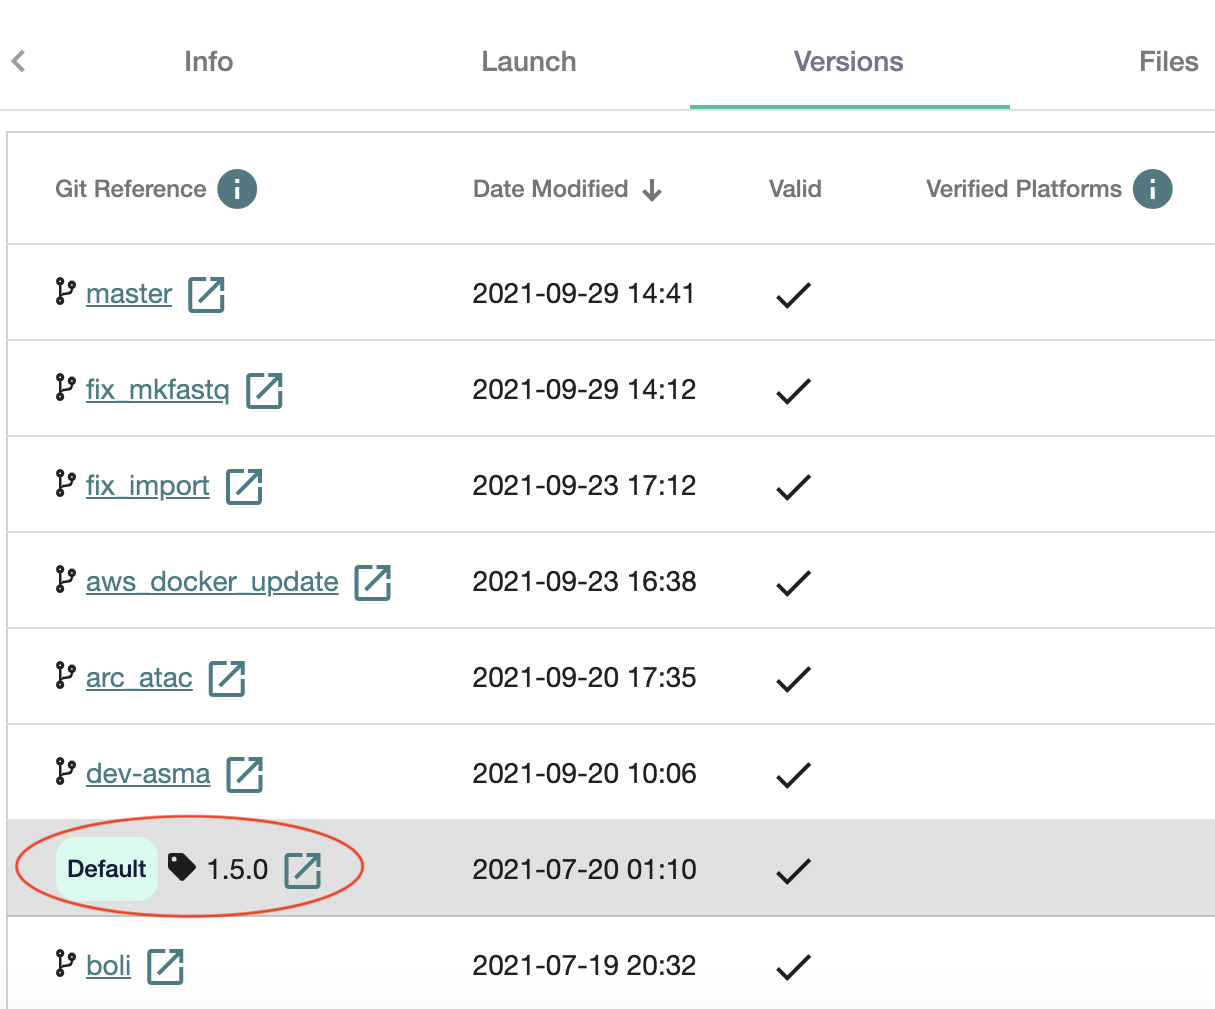 Info Launch Versions Files
Git Reference i Date Modified Valid Verified Platforms i
master 2021-09-29 14:41
fix_mkfastq 2021-09-29 14:12
fix_import 2021-09-23 17:12
aws_docker_update 2021-09-23 16:38
arc_atac 2021-09-20 17:35
dev-asma 2021-09-20 10:06
Default 1.5.0 2021-07-20 01:10
boli 2021-07-19 20:32